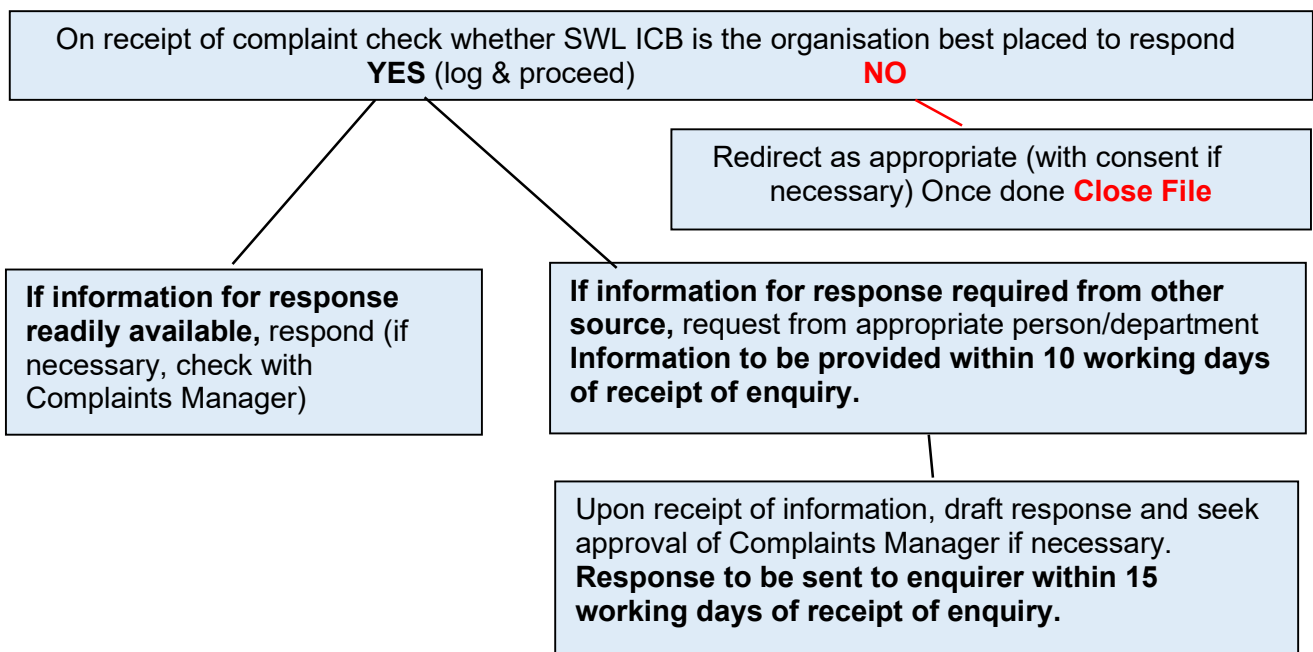 On receipt of complaint check whether SWL ICB is the organisation best placed to respond
YES (log & proceed) NO
Redirect as appropriate (with consent if
necessary) Once done Close File
If information for response
readily available, respond (if
necessary, check with
Complaints Manager)
If information for response required from other
source, request from appropriate person/department
Information to be provided within 10 working days
of receipt of enquiry.
Upon receipt of information, draft response and seek
approval of Complaints Manager if necessary.
Response to be sent to enquirer within 15
working days of receipt of enquiry.